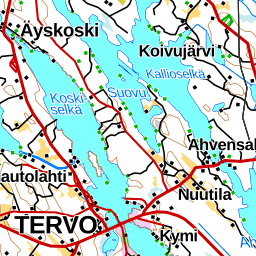 Äyskoski
Koivujärvi
Kallioselkä
Suovu
Koski-
selkä
Ahvensal
autolahti
Nuutila
TERVO
Kymi